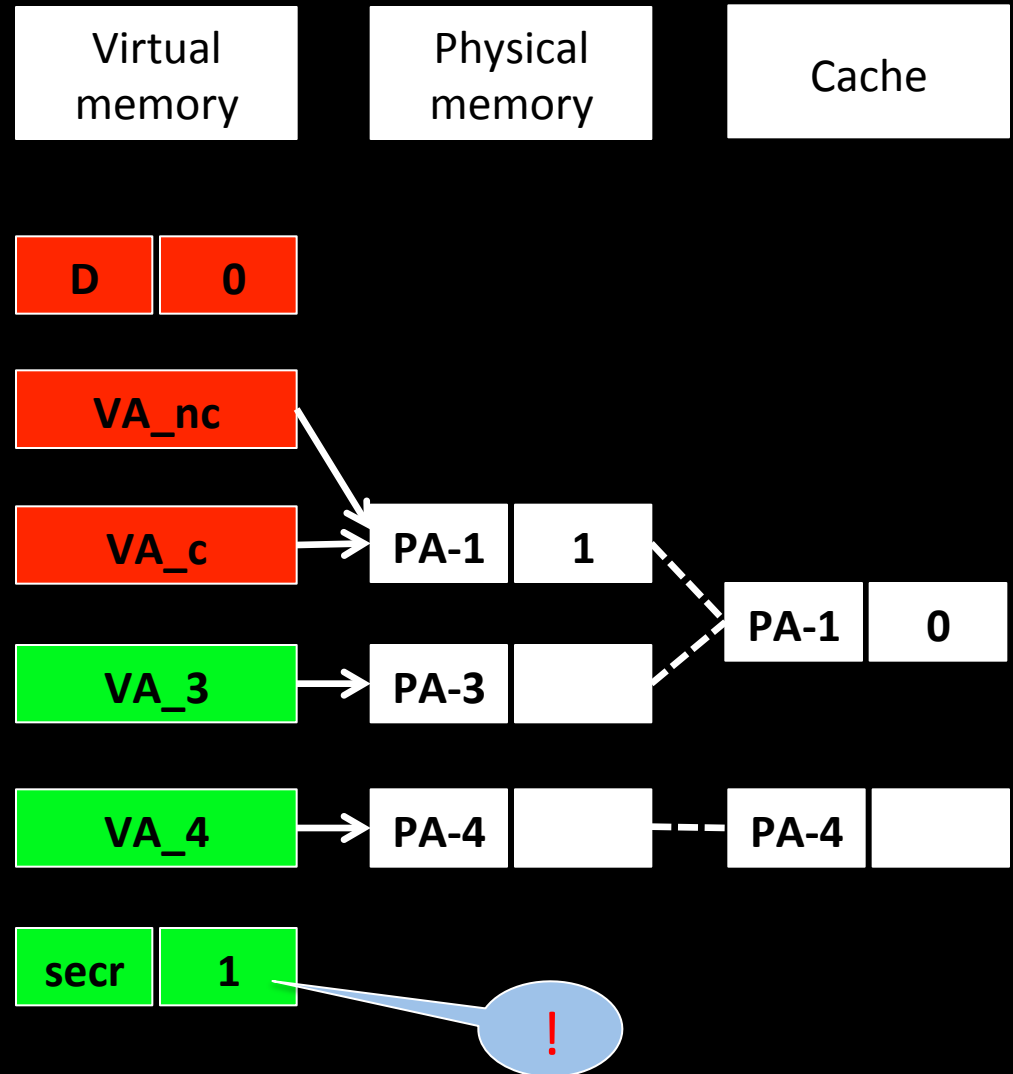 Virtual
memory
Physical
memory
Cache
D 0
VA_nc
VA_c
PA-1 1
PA-1 0
VA_3
PA-3
VA_4
PA-4
PA-4
secr 1
!